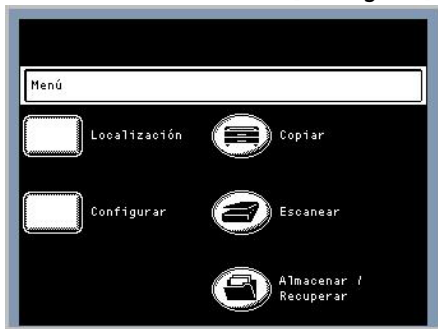 Menú
Localización
Copiar
Configurar
Escanear
Almacenar /
Recuperar